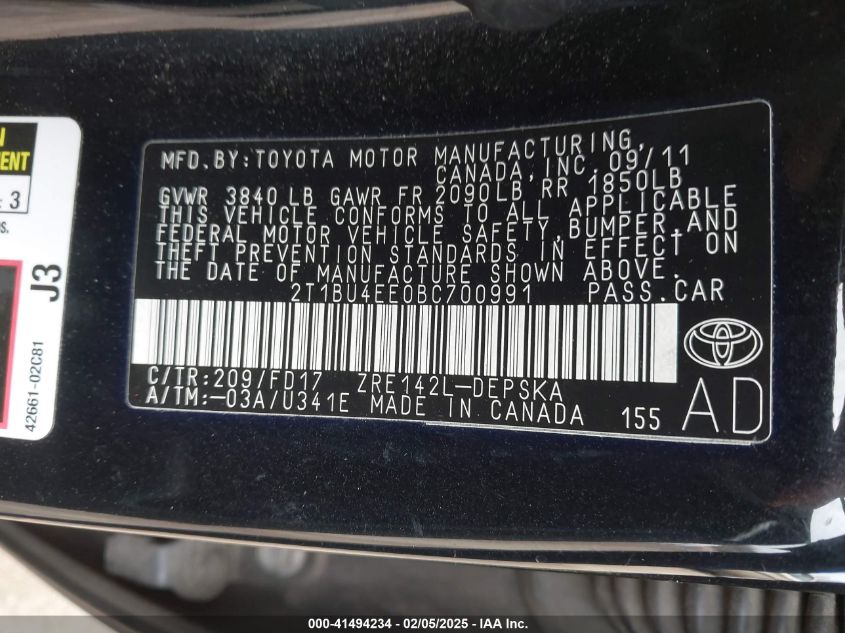 MFD. BY: TOYOTA MOTOR MANUFACTURING,
CANADA, INC. 09/11
GVWR 3840 LB GAWR FR 2090LB RR 1850LB
THIS VEHICLE CONFORMS TO ALL APPLICABLE
FEDERAL MOTOR VEHICLE SAFETY, BUMPER, AND
THEFT PREVENTION STANDARDS IN EFFECT ON
THE DATE OF MANUFACTURE SHOWN ABOVE.
2T1BU4EE0BC700991 PASS. CAR
C/TR: 209/FD17 ZRE142L-DEPSKA
A/TM: -03A/U341E MADE IN CANADA 155
AD
3
J3
42661-02C81
000-41494234 - 02/05/2025 - IAA Inc.